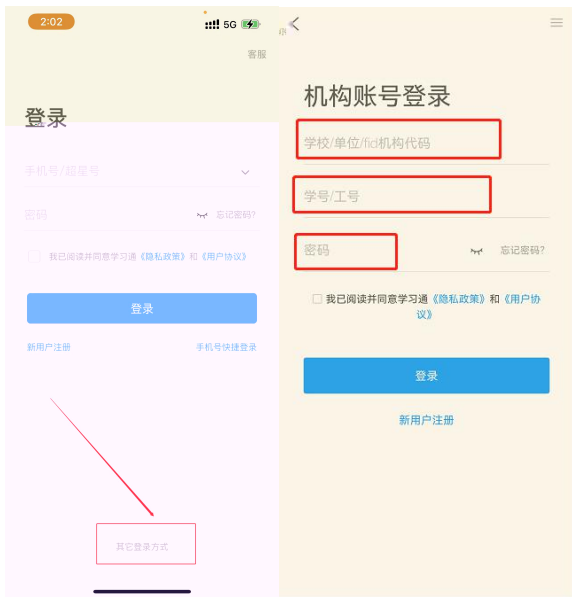 2:02
5G
客服
登录
手机号/超星号
密码
忘记密码?
我已阅读并同意学习通《隐私政策》和《用户协议》
登录
新用户注册
手机号快捷登录
其它登录方式
机构账号登录
学校/单位/fid机构代码
学号/工号
密码
忘记密码?
我已阅读并同意学习通《隐私政策》和《用户协
议》
登录
新用户注册